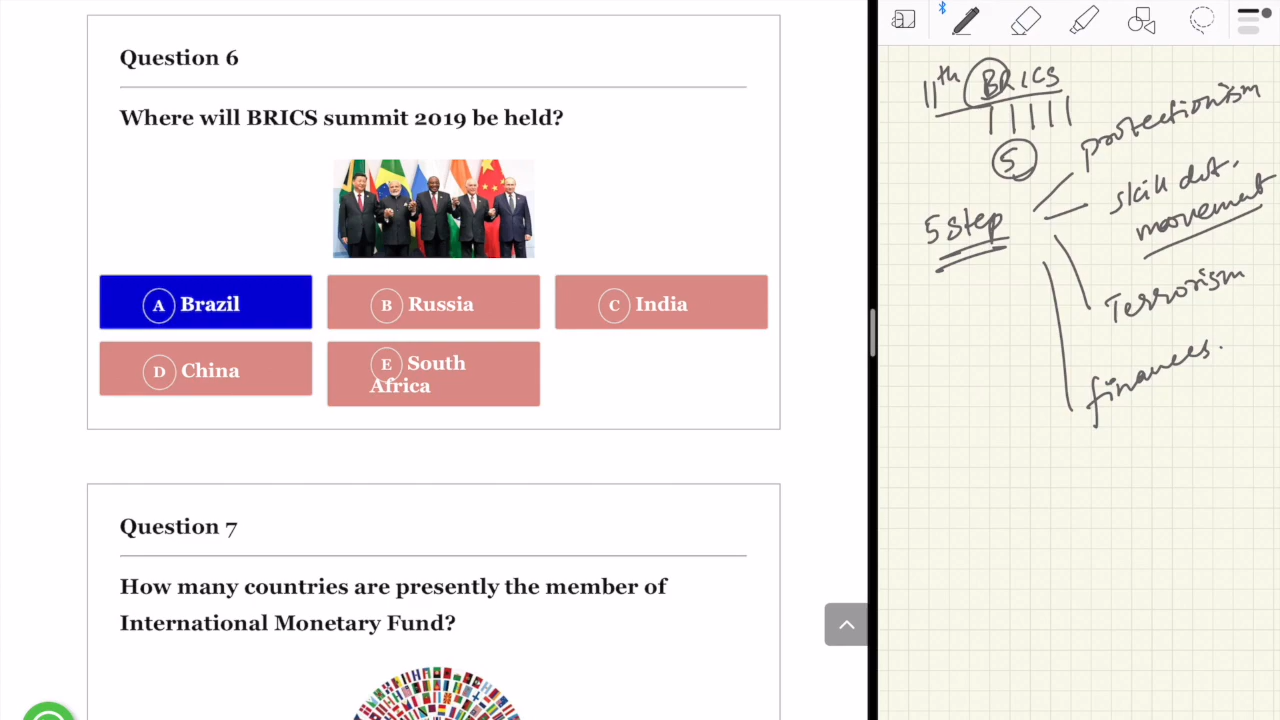 Question 6
Where will BRICS summit 2019 be held?
A Brazil
B Russia
C India
D China
E South
Africa
Question 7
How many countries are presently the member of
International Monetary Fund?
11th BRICS
5
protectionism
5 step
skill
movement
Terrorism
finances.